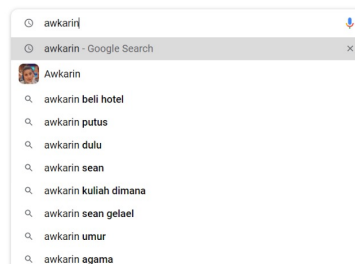 awkarin
awkarin - Google Search
Awkarin
awkarin beli hotel
awkarin putus
awkarin dulu
awkarin sean
awkarin kuliah dimana
awkarin sean gelael
awkarin umur
awkarin agama